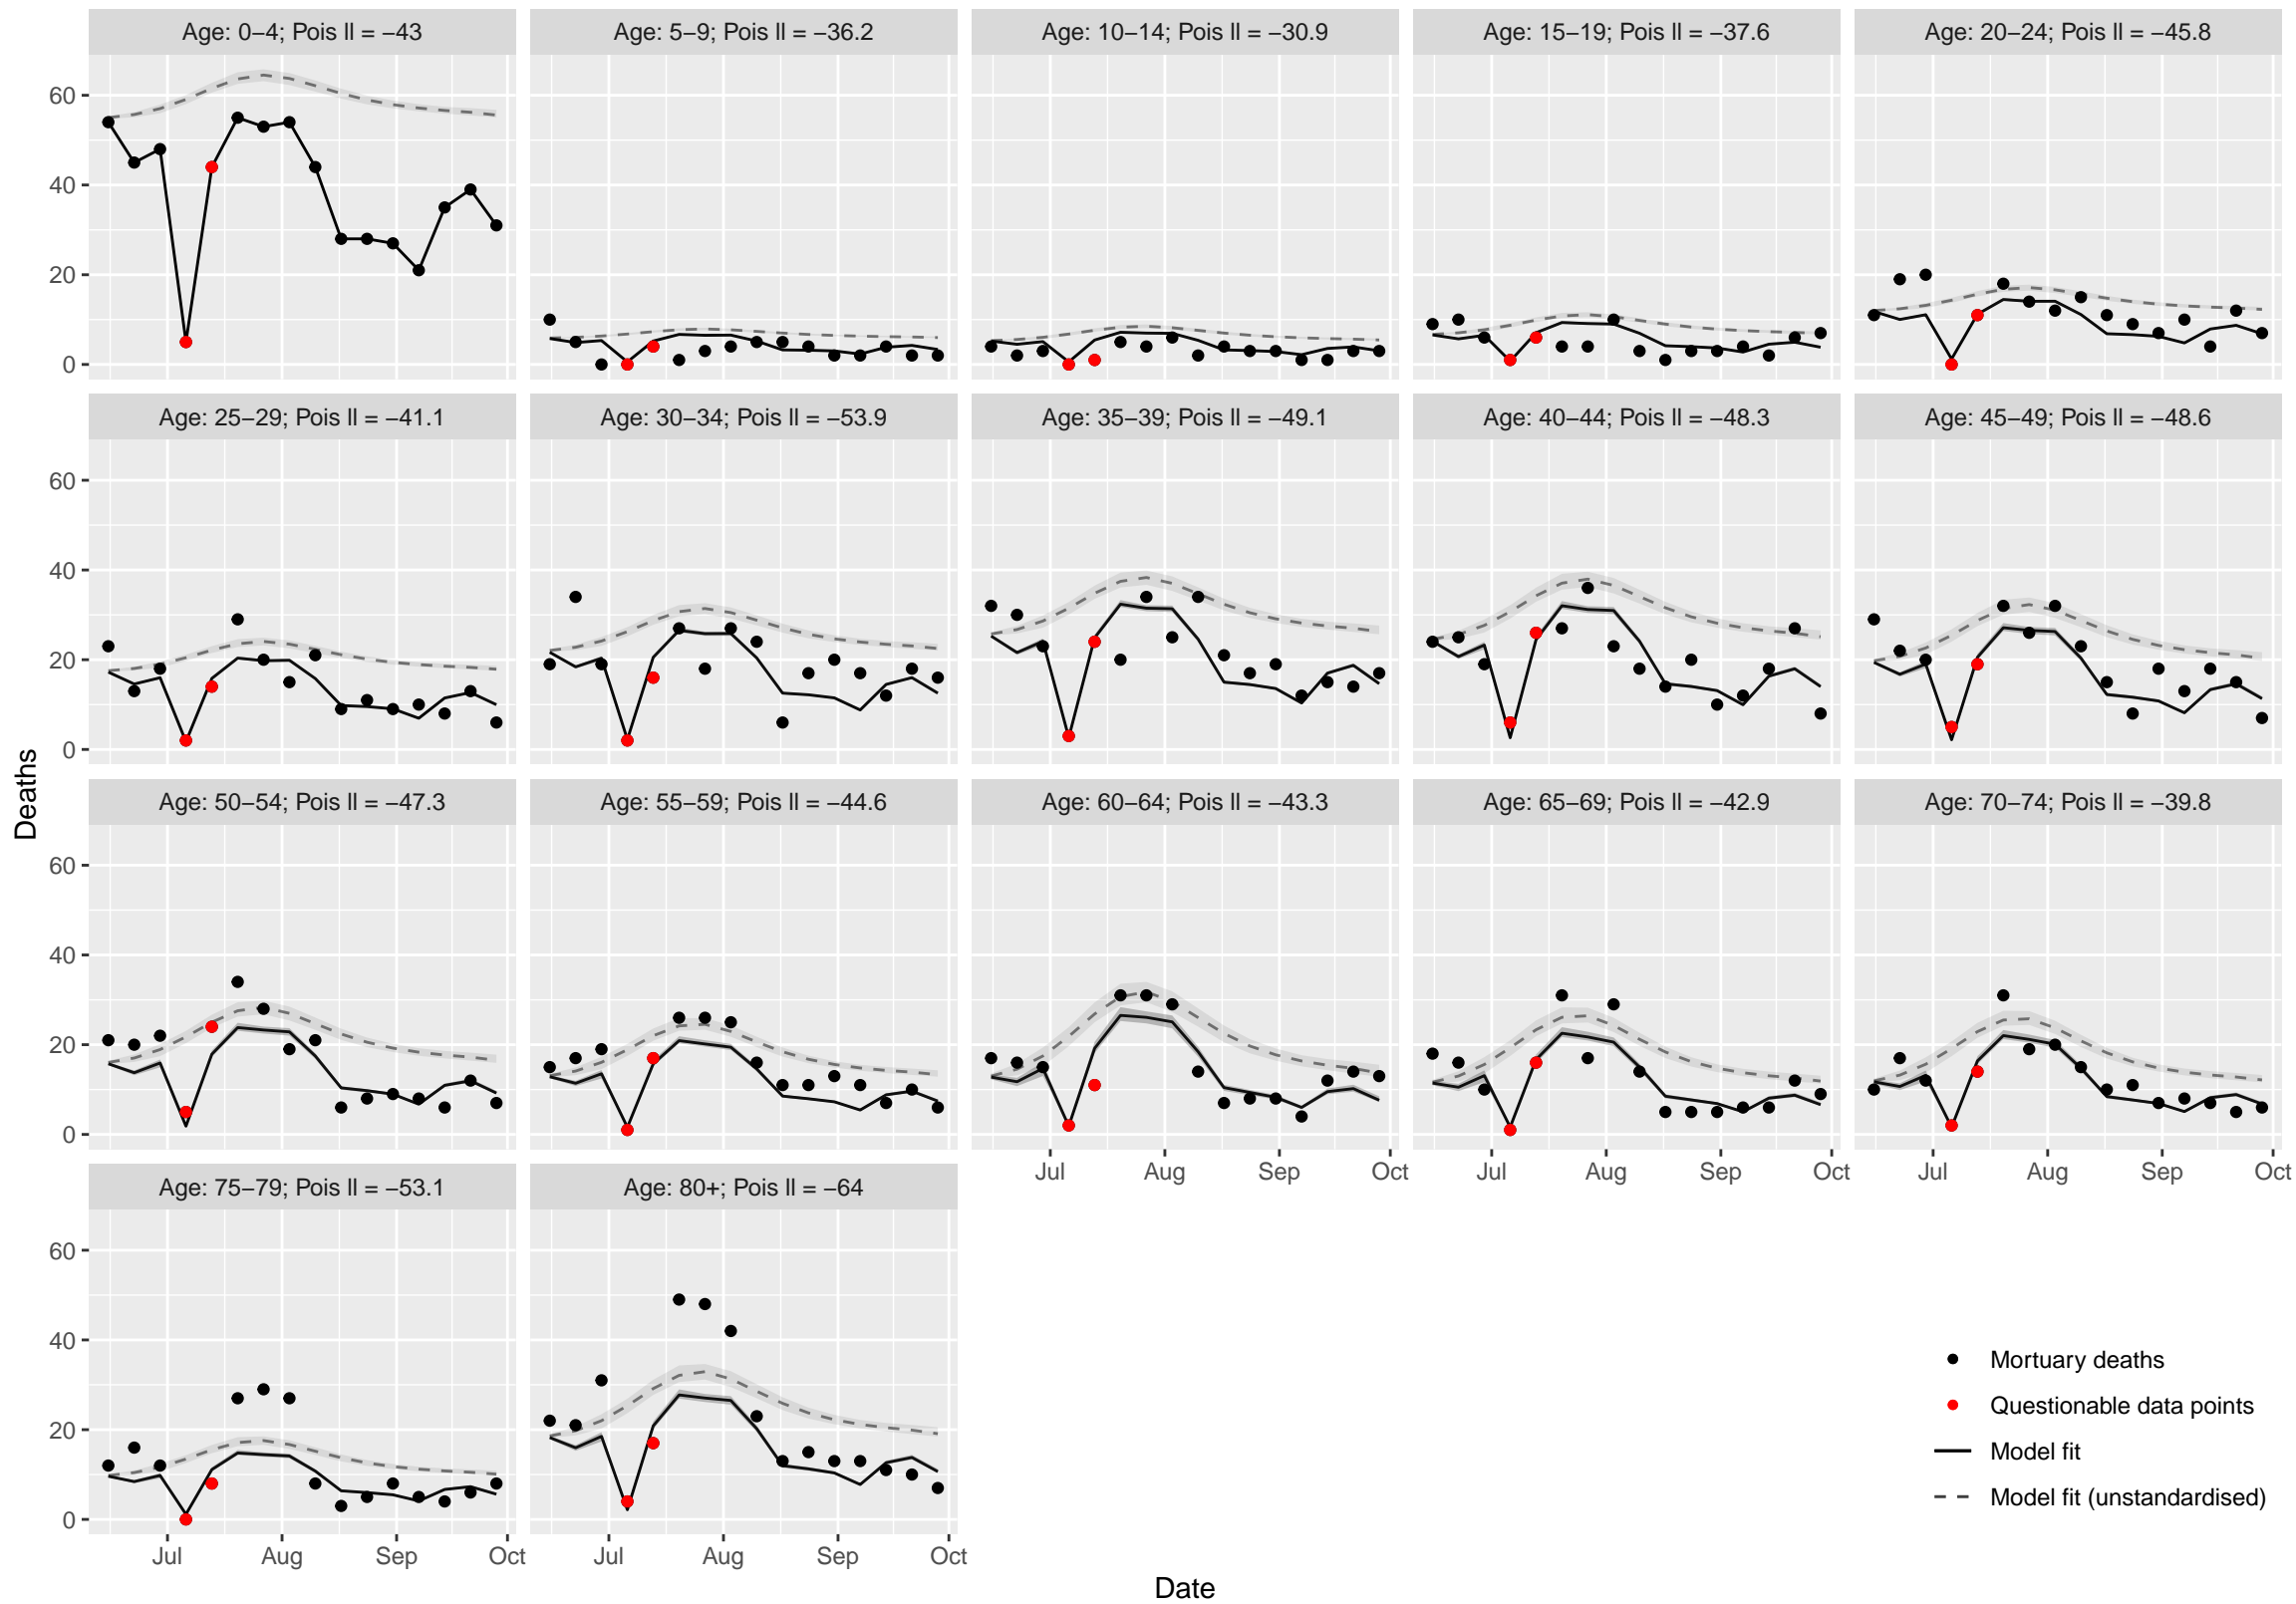 Age: 0−4; Pois ll = −43
Age: 5−9; Pois ll = −36.2
Age: 10−14; Pois ll = −30.9
Age: 15−19; Pois ll = −37.6
Age: 20−24; Pois ll = −45.8
60
40
20
0
Age: 25−29; Pois ll = −41.1
Age: 30−34; Pois ll = −53.9
Age: 35−39; Pois ll = −49.1
Age: 40−44; Pois ll = −48.3
Age: 45−49; Pois ll = −48.6
60
40
20
0
Deaths
Age: 50−54; Pois ll = −47.3
Age: 55−59; Pois ll = −44.6
Age: 60−64; Pois ll = −43.3
Age: 65−69; Pois ll = −42.9
Age: 70−74; Pois ll = −39.8
60
40
20
0
Jul Aug Sep Oct
Jul Aug Sep Oct
Jul Aug Sep Oct
Age: 75−79; Pois ll = −53.1
Age: 80+; Pois ll = −64
60
40
20
0
Jul Aug Sep Oct
Jul Aug Sep Oct
Mortuary deaths
Questionable data points
Model fit
Model fit (unstandardised)
Date